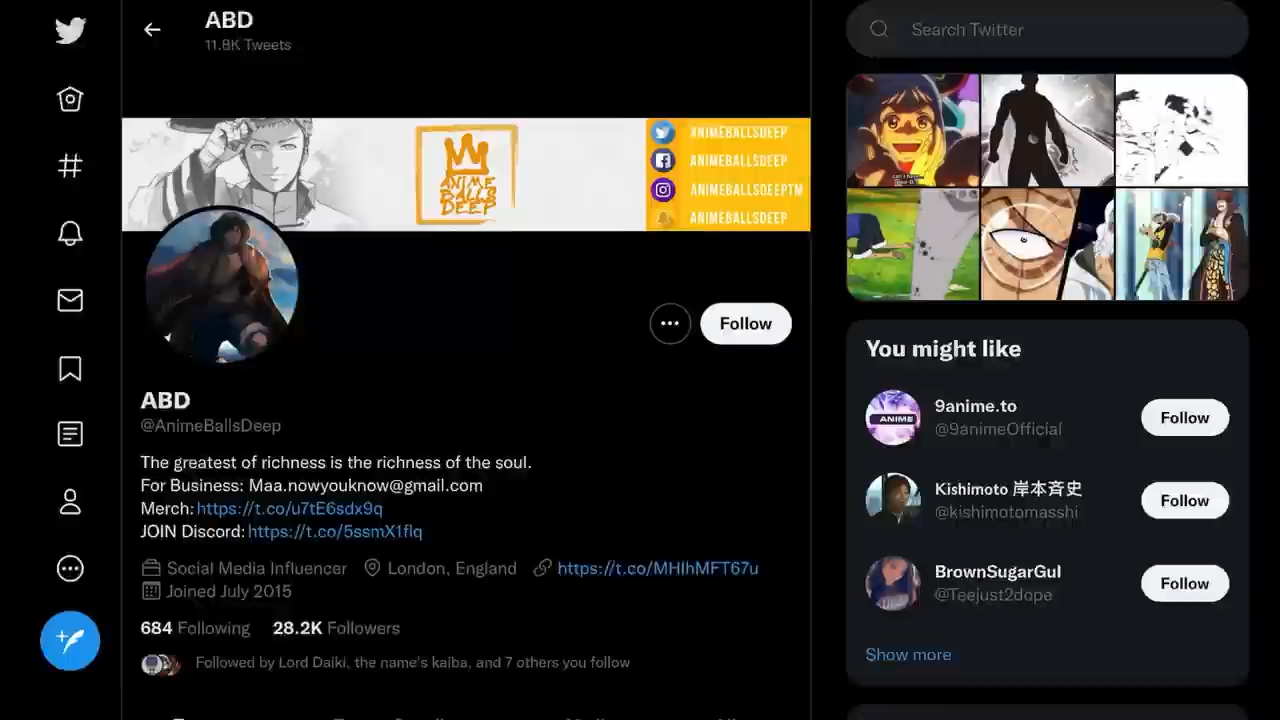 ABD
11.8K Tweets
Search Twitter
ANIME
BALLS
DEEP
ANIMEBALLSDEEP
ANIMEBALLSDEEP
ANIMEBALLSDEEPTM
ANIMEBALLSDEEP
Follow
ABD
@AnimeBallsDeep
The greatest of richness is the richness of the soul.
For Business: Maa.nowyouknow@gmail.com
Merch: https://t.co/u7tE6sdx9q
JOIN Discord: https://t.co/5ssmX1flq
Social Media Influencer London, England https://t.co/MHIhMFT67u
Joined July 2015
684 Following 28.2K Followers
Followed by Lord Daiki, the name's kaiba, and 7 others you follow
You might like
ANIME
9anime.to
@9animeOfficial
Follow
Kishimoto 岸本斉史
@kishimotomasshi
Follow
BrownSugarGul
@Teejust2dope
Follow
Show more